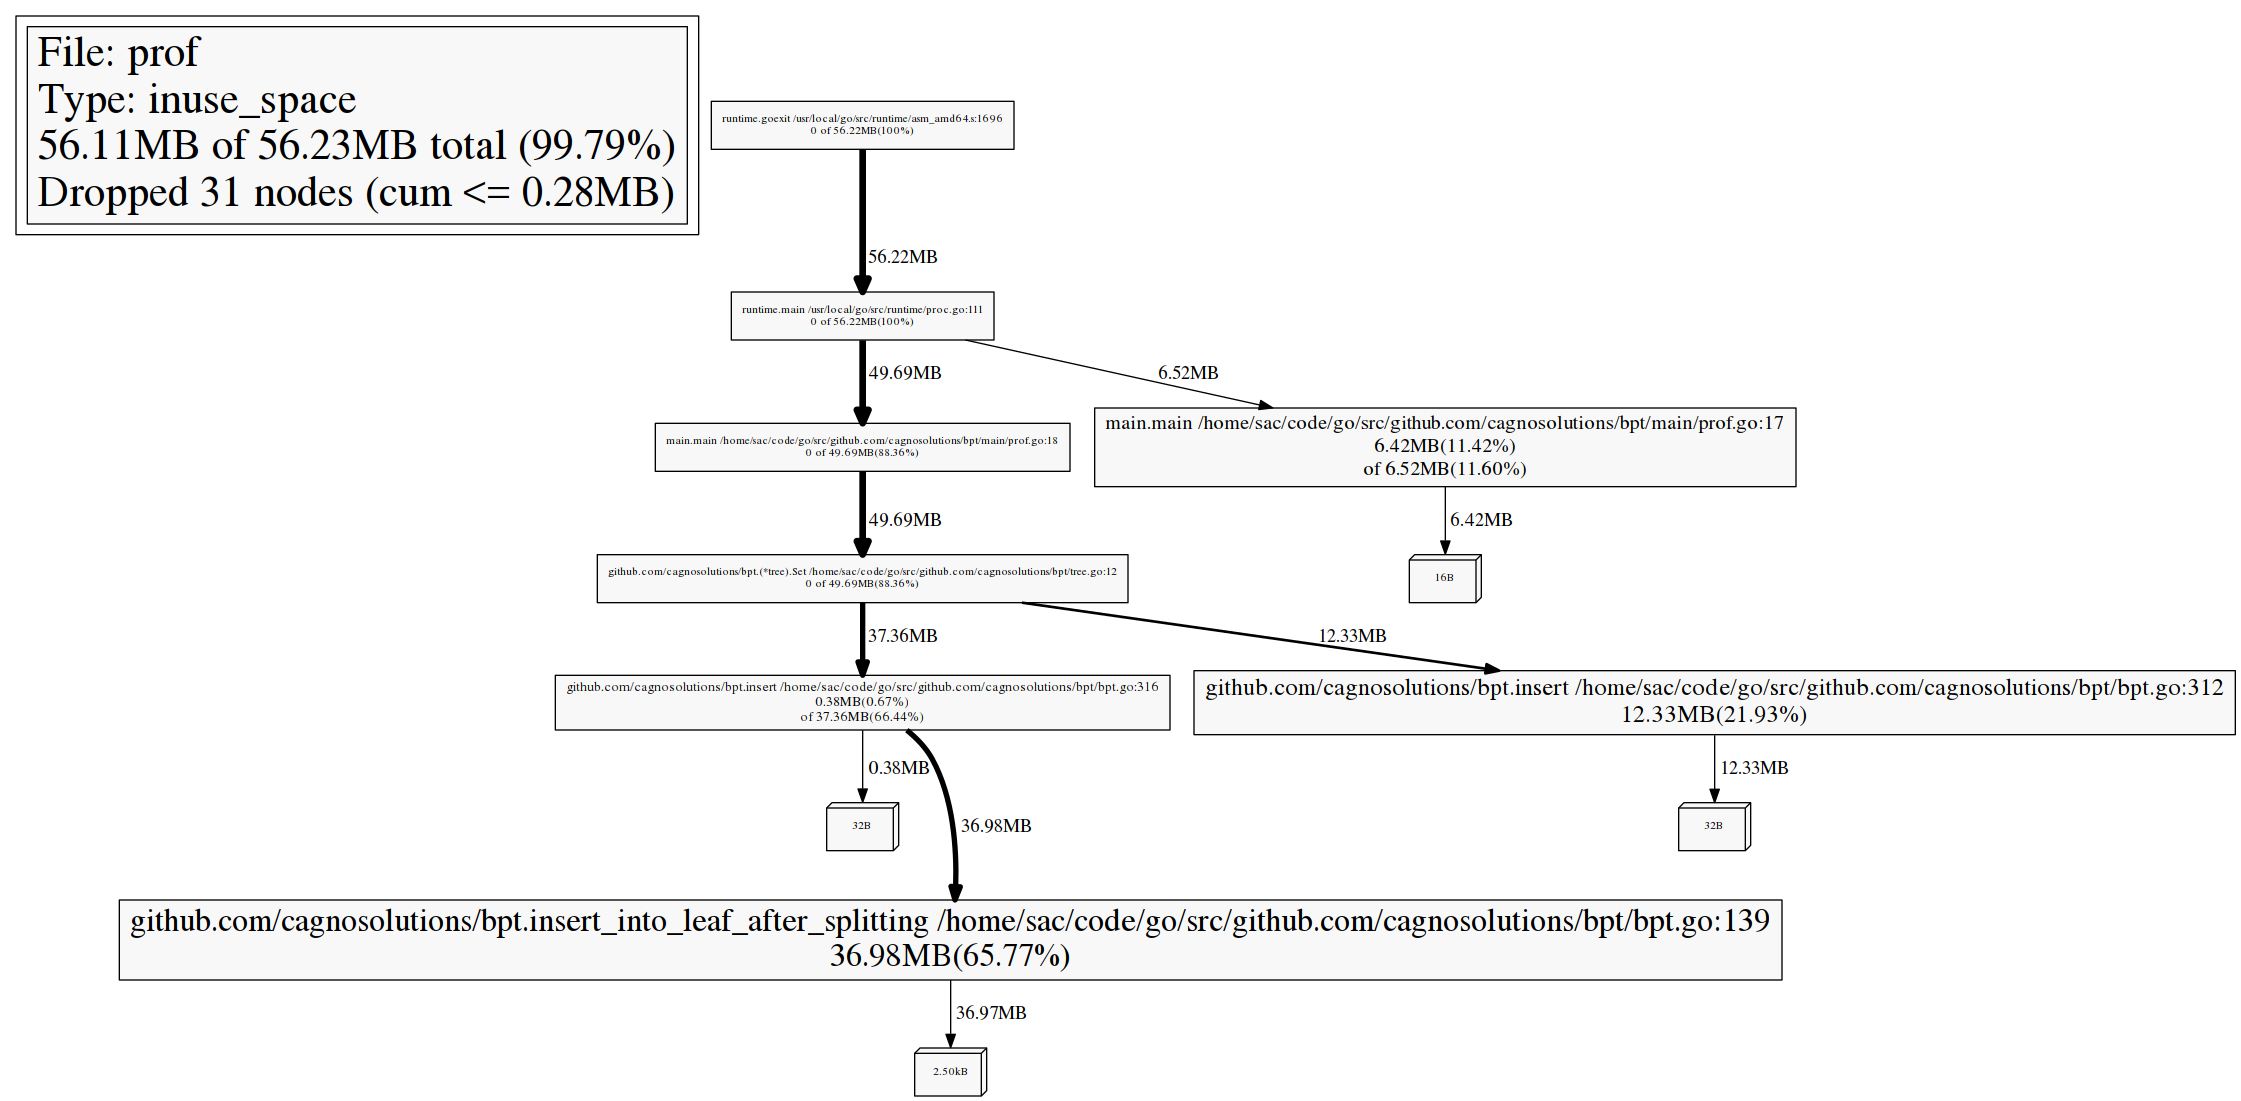 File: prof
Type: inuse_space
56.11MB of 56.23MB total (99.79%)
Dropped 31 nodes (cum <= 0.28MB)
runtime.goexit /usr/local/go/src/runtime/asm_amd64.s:1696
0 of 56.22MB(100%)
56.22MB
runtime.main /usr/local/go/src/runtime/proc.go:111
0 of 56.22MB(100%)
49.69MB
6.52MB
main.main /home/sac/code/go/src/github.com/cagnosolutions/bpt/main/prof.go:18
0 of 49.69MB(88.36%)
main.main /home/sac/code/go/src/github.com/cagnosolutions/bpt/main/prof.go:17
6.42MB(11.42%)
of 6.52MB(11.60%)
49.69MB
6.42MB
github.com/cagnosolutions/bpt.(*tree).Set /home/sac/code/go/src/github.com/cagnosolutions/bpt/tree.go:12
0 of 49.69MB(88.36%)
16B
37.36MB
12.33MB
github.com/cagnosolutions/bpt.insert /home/sac/code/go/src/github.com/cagnosolutions/bpt/bpt.go:316
0.38MB(0.67%)
of 37.36MB(66.44%)
github.com/cagnosolutions/bpt.insert /home/sac/code/go/src/github.com/cagnosolutions/bpt/bpt.go:312
12.33MB(21.93%)
0.38MB
12.33MB
32B
36.98MB
32B
github.com/cagnosolutions/bpt.insert_into_leaf_after_splitting /home/sac/code/go/src/github.com/cagnosolutions/bpt/bpt.go:139
36.98MB(65.77%)
36.97MB
2.50kB